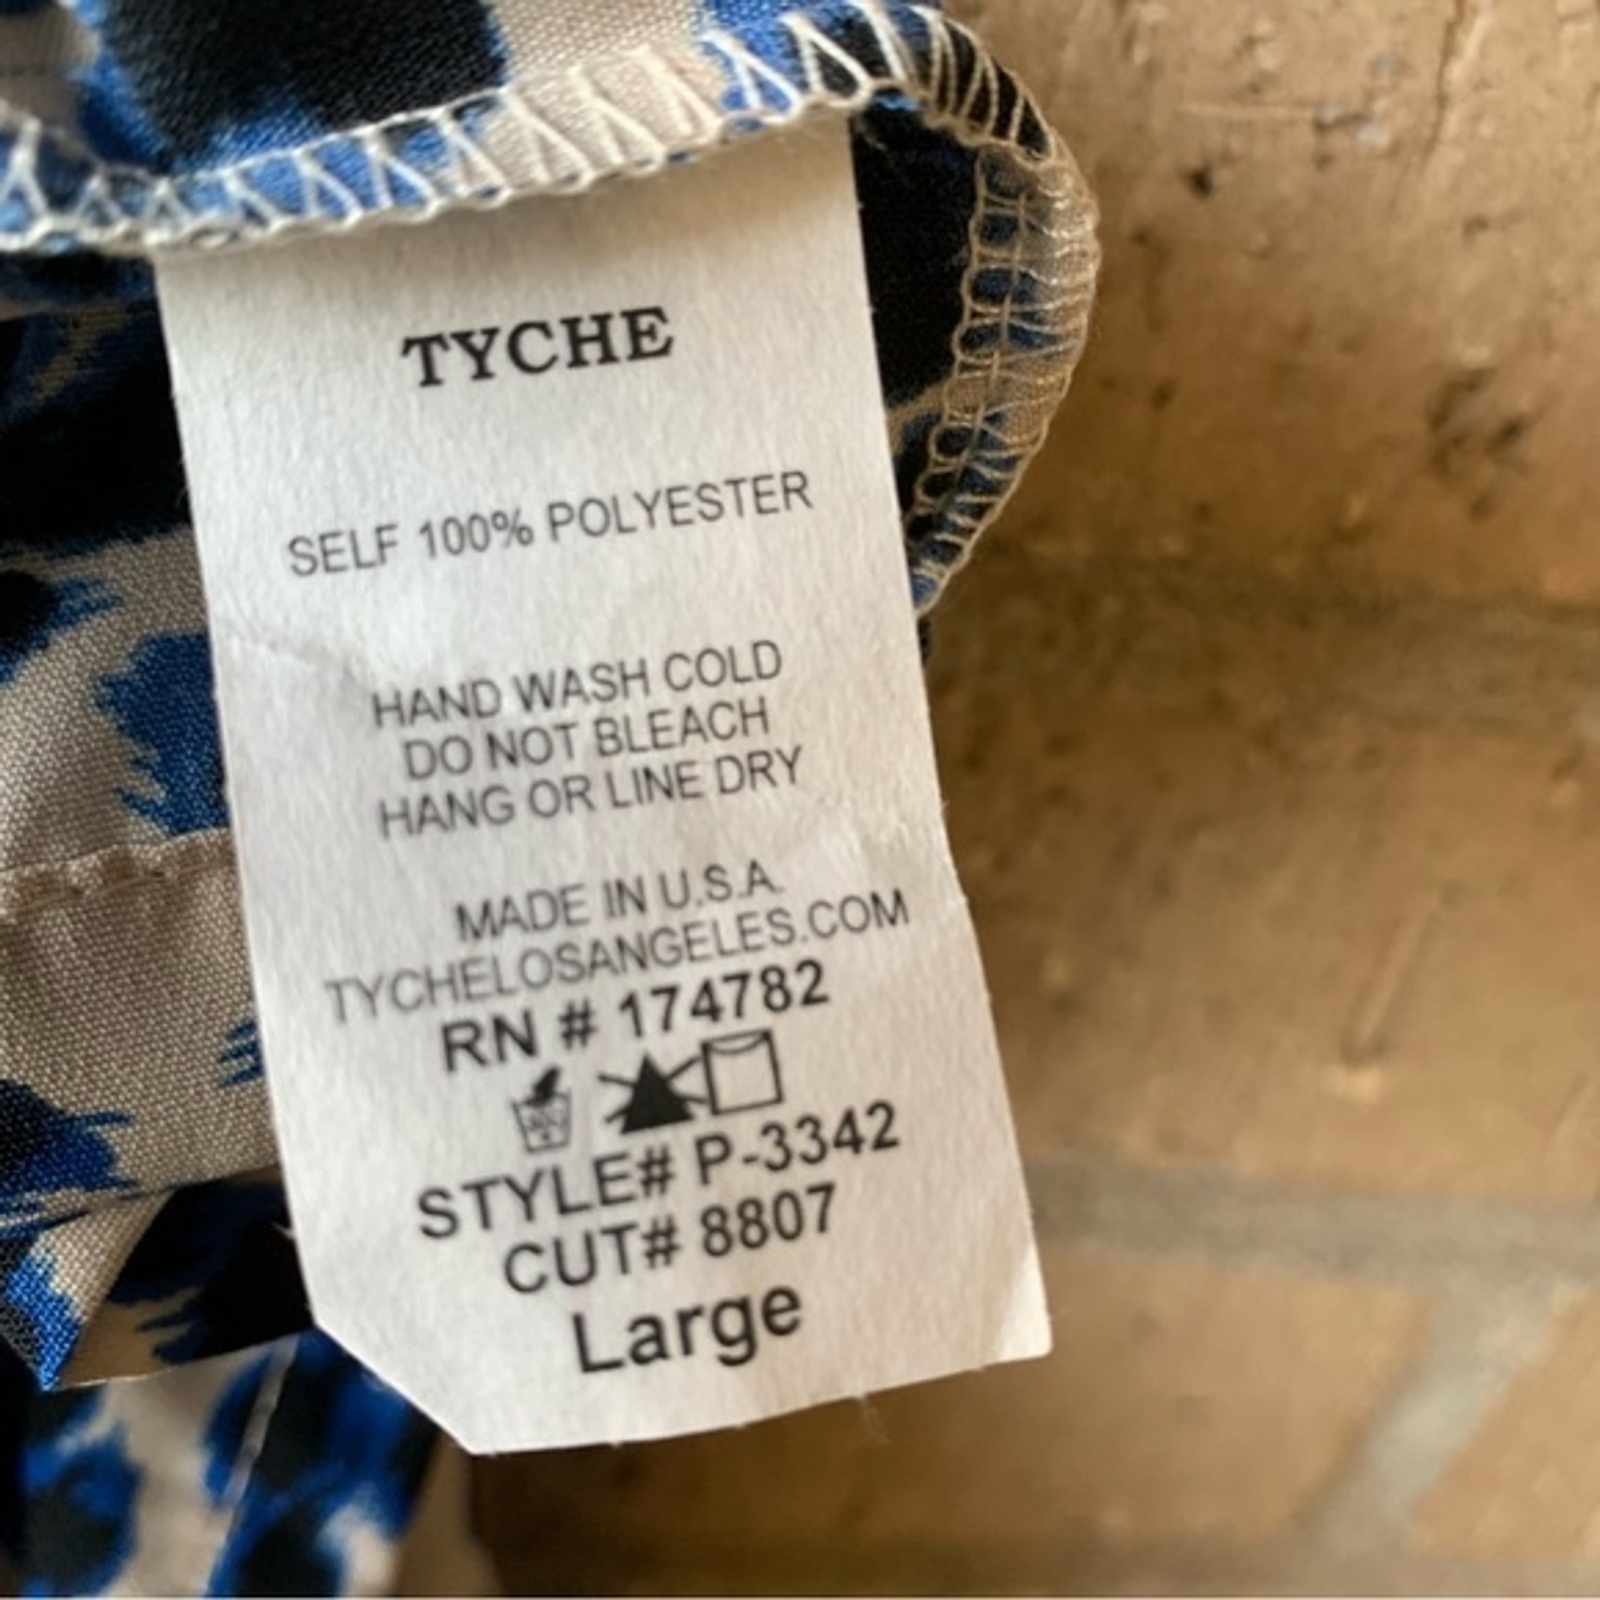 TYCHE
SELF 100% POLYESTER
HAND WASH COLD
DO NOT BLEACH
HANG OR LINE DRY
MADE IN U.S.A.
TYCHELOSANGELES.COM
RN # 174782
STYLE# P-3342
CUT# 8807
Large